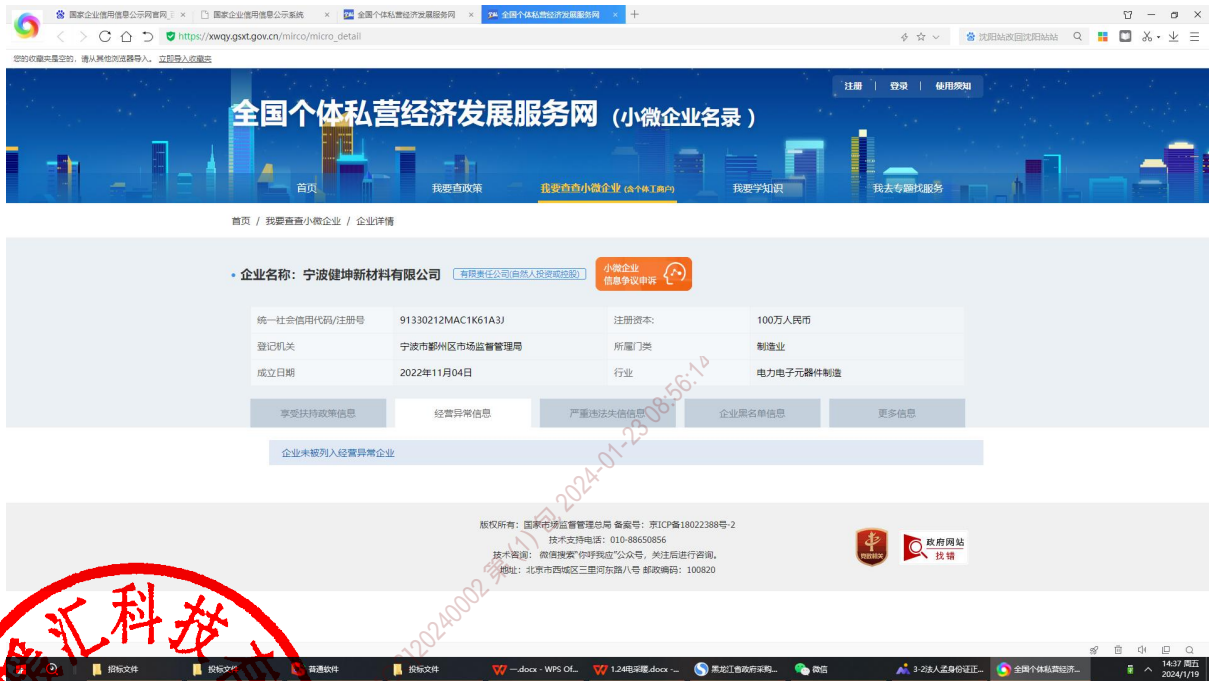 国家企业信用信息公示网官网_
国家企业信用信息公示系统
全国个体私营经济发展服务网
全国个体私营经济发展服务网
https://xwqy.gsxt.gov.cn/mirco/micro_detail
沈阳站改回沈阳站站
您的收藏夹是空的，请从其他浏览器导入。 立即导入收藏夹
注册 | 登录 | 使用须知
全国个体私营经济发展服务网（小微企业名录）
首页 我要查政策 我要查查小微企业 (含个体工商户) 我要学知识 我去专题找服务
首页 / 我要查查小微企业 / 企业详情
企业名称：宁波健坤新材料有限公司 有限责任公司(自然人投资或控股) 小微企业
信息争议申诉
统一社会信用代码/注册号 91330212MAC1K61A3J 注册资本: 100万人民币
登记机关 宁波市鄞州区市场监督管理局 所属门类 制造业
成立日期 2022年11月04日 行业 电力电子元器件制造
享受扶持政策信息 经营异常信息 严重违法失信信息 企业黑名单信息 更多信息
企业未被列入经营异常企业
版权所有：国家市场监督管理总局 备案号：京ICP备18022388号-2
技术支持电话：010-88650856
技术咨询： 微信搜索"你呼我应"公众号，关注后进行咨询。
地址：北京市西城区三里河东路八号 邮政编码：100820
政府网站
找错
0120240002 第(1) 包 2024-01-23 08:56:14
汇科技
招标文件 投标文件 普通软件 投标文件 一.docx - WPS Of... 1.24电采暖.docx -... 黑龙江省政府采购... 微信 3-2法人孟身份证正... 全国个体私营经济...
14:37 周五
2024/1/19